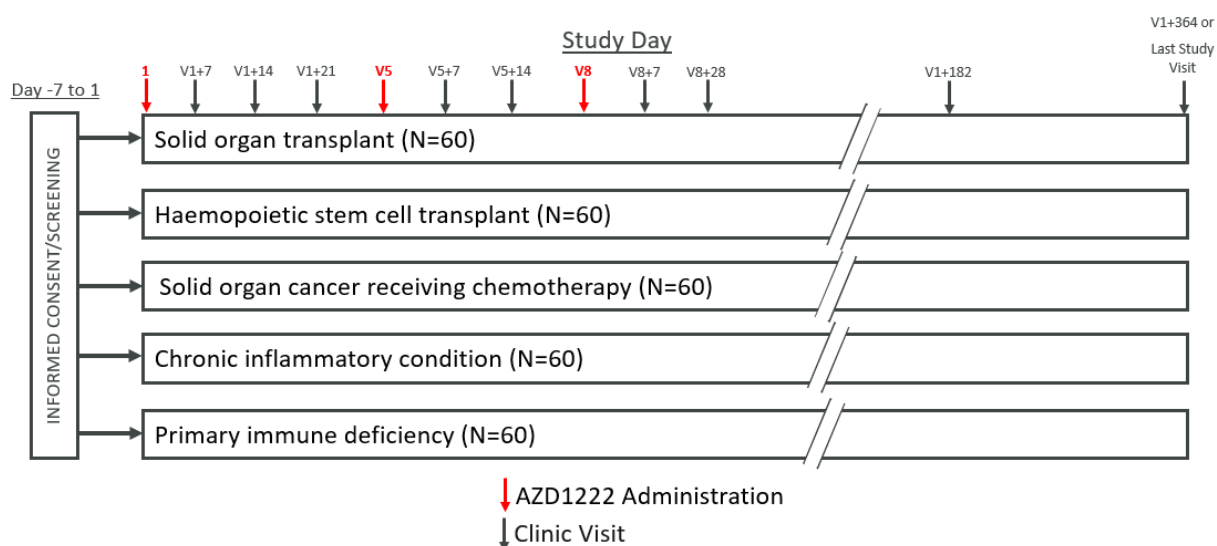 V1+364 or
Last Study
Visit
Study Day
Day -7 to 1
1
V1+7
V1+14
V1+21
V5
V5+7
V5+14
V8
V8+7
V8+28
V1+182
INFORMED CONSENT/SCREENING
Solid organ transplant (N=60)
Haemopoietic stem cell transplant (N=60)
Solid organ cancer receiving chemotherapy (N=60)
Chronic inflammatory condition (N=60)
Primary immune deficiency (N=60)
AZD1222 Administration
Clinic Visit